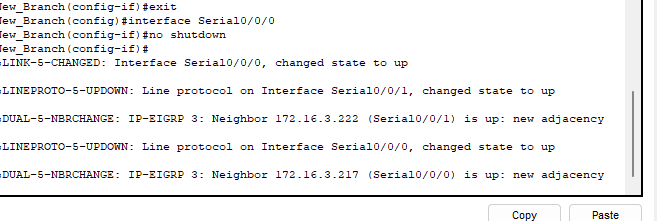 New_Branch(config-if)#exit
New_Branch(config)#interface Serial0/0/0
New_Branch(config-if)#no shutdown
New_Branch(config-if)#
%LINK-5-CHANGED: Interface Serial0/0/0, changed state to up
%LINEPROTO-5-UPDOWN: Line protocol on Interface Serial0/0/1, changed state to up
%DUAL-5-NBRCHANGE: IP-EIGRP 3: Neighbor 172.16.3.222 (Serial0/0/1) is up: new adjacency
%LINEPROTO-5-UPDOWN: Line protocol on Interface Serial0/0/0, changed state to up
%DUAL-5-NBRCHANGE: IP-EIGRP 3: Neighbor 172.16.3.217 (Serial0/0/0) is up: new adjacency
Copy Paste